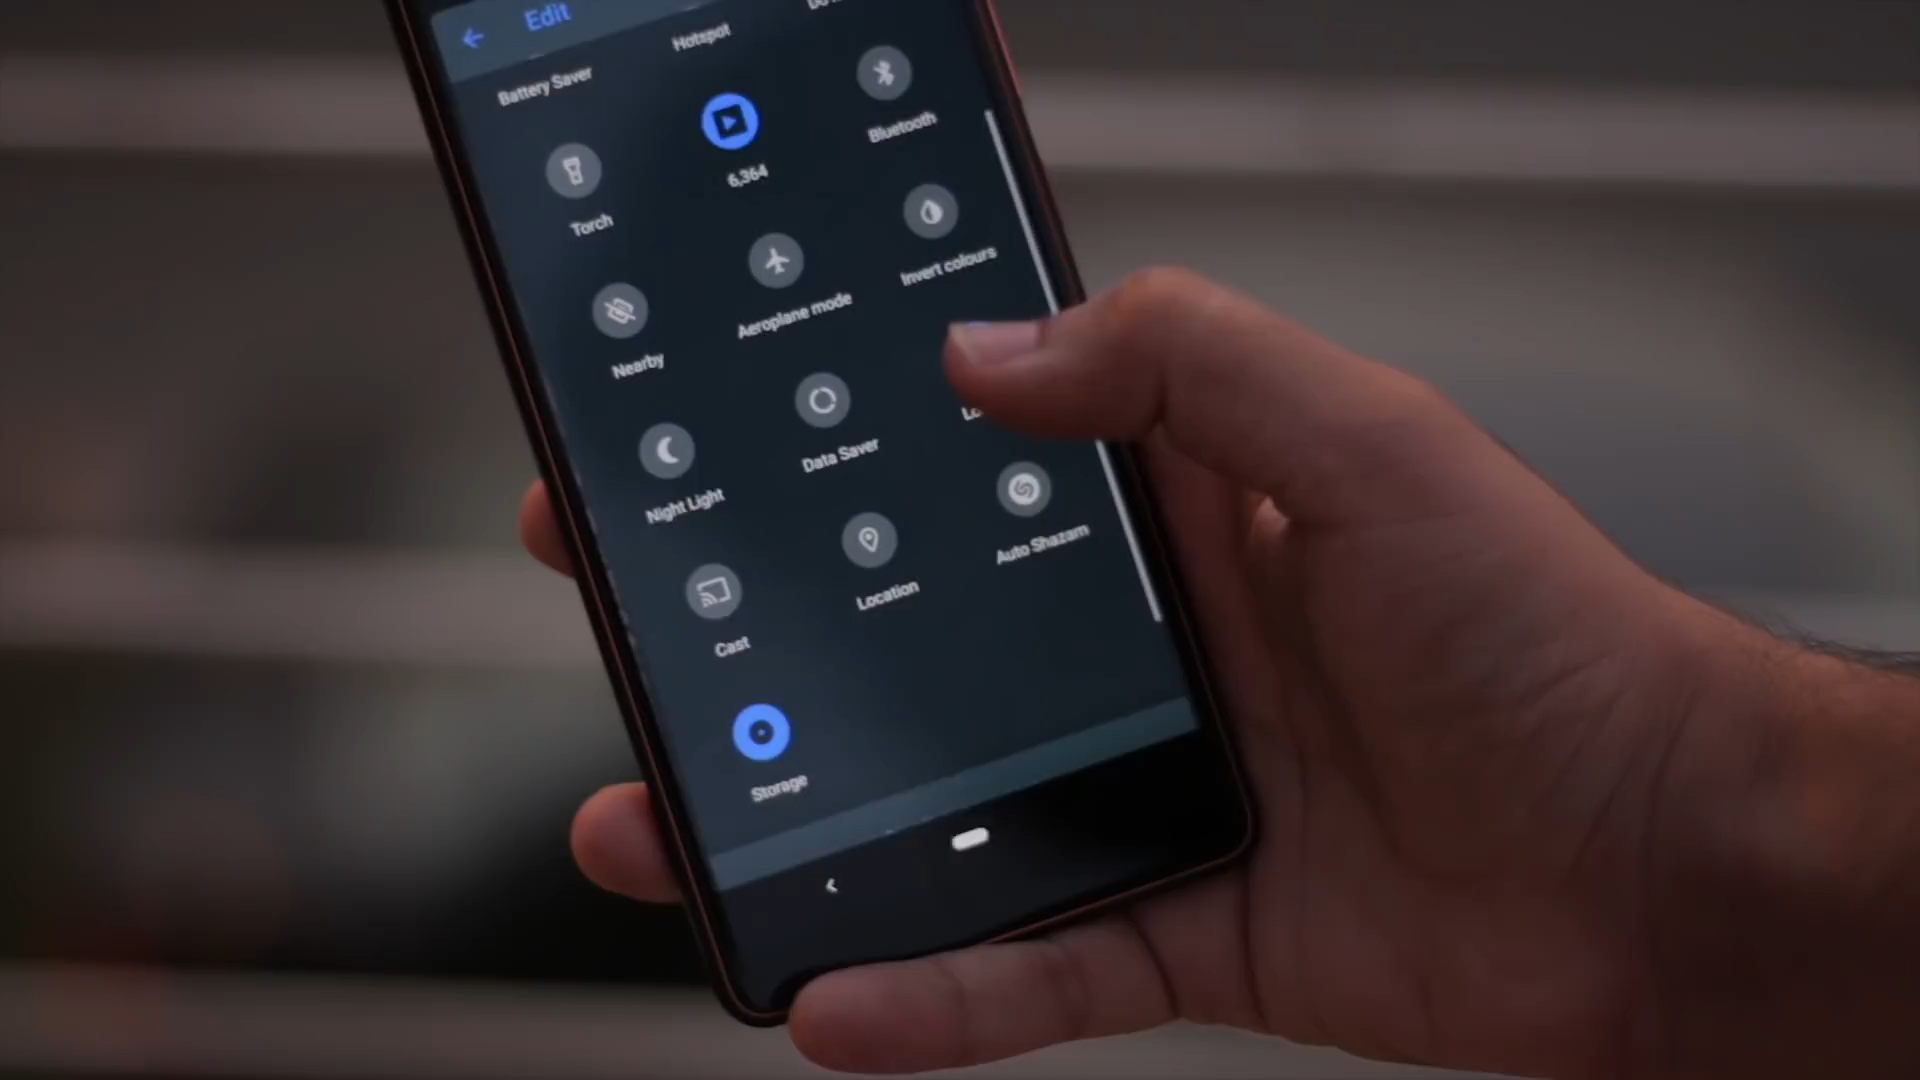 Edit
Battery Saver
Hotspot
Torch
6,364
Bluetooth
Nearby
Aeroplane mode
Invert colours
Night Light
Data Saver
Cast
Location
Auto Shazam
Storage